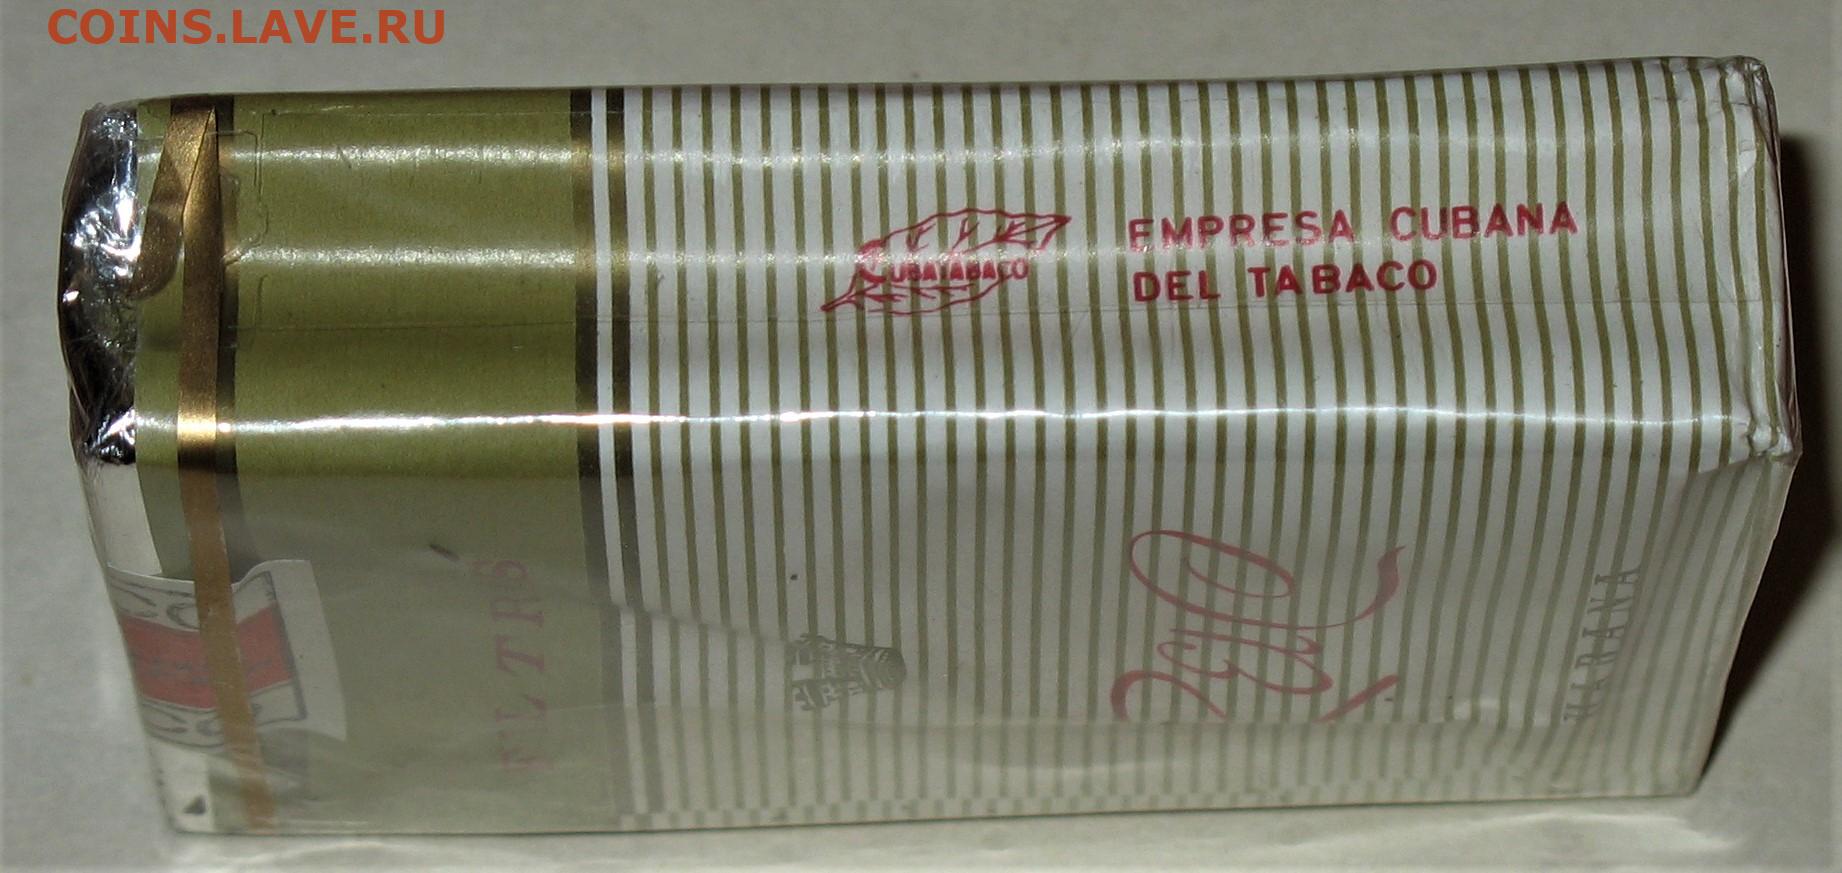 COINS.LAVE.RU
CUBATABACO
EMPRESA CUBANA
DEL TABACO
FILTRO
HABANA